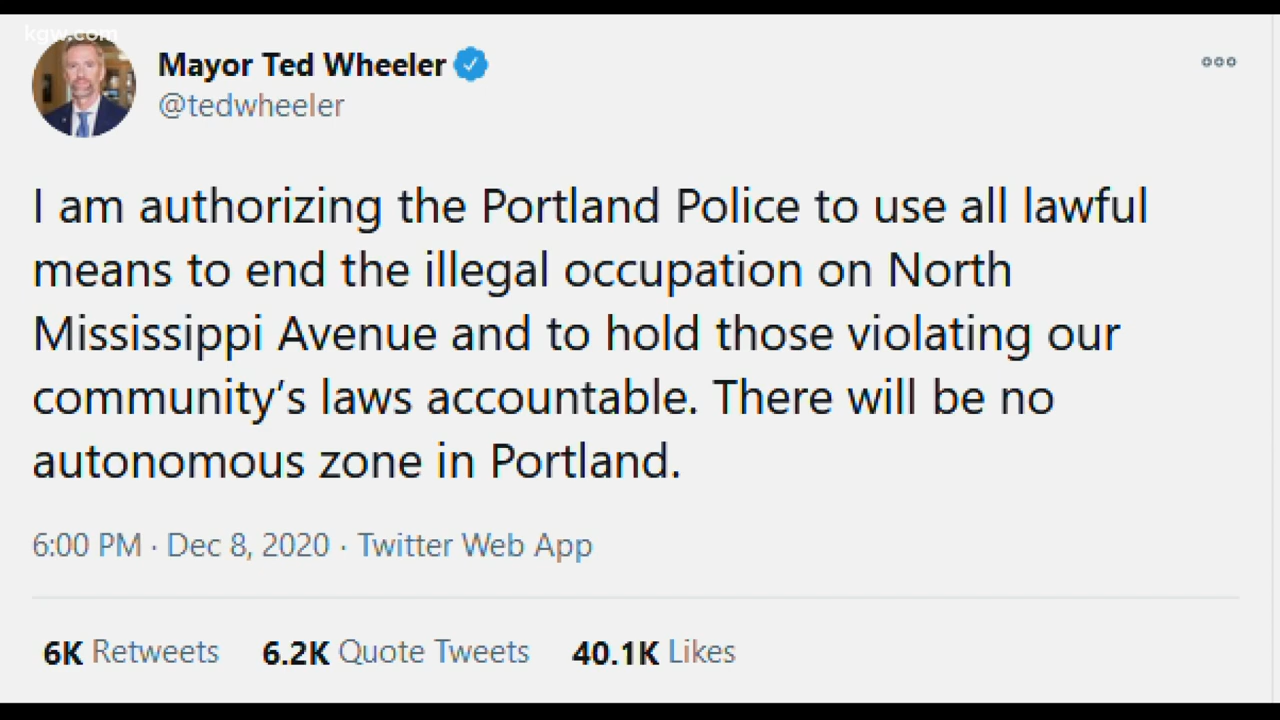 kgw.com
Mayor Ted Wheeler
@tedwheeler
I am authorizing the Portland Police to use all lawful
means to end the illegal occupation on North
Mississippi Avenue and to hold those violating our
community’s laws accountable. There will be no
autonomous zone in Portland.
6:00 PM · Dec 8, 2020 · Twitter Web App
6K Retweets 6.2K Quote Tweets 40.1K Likes